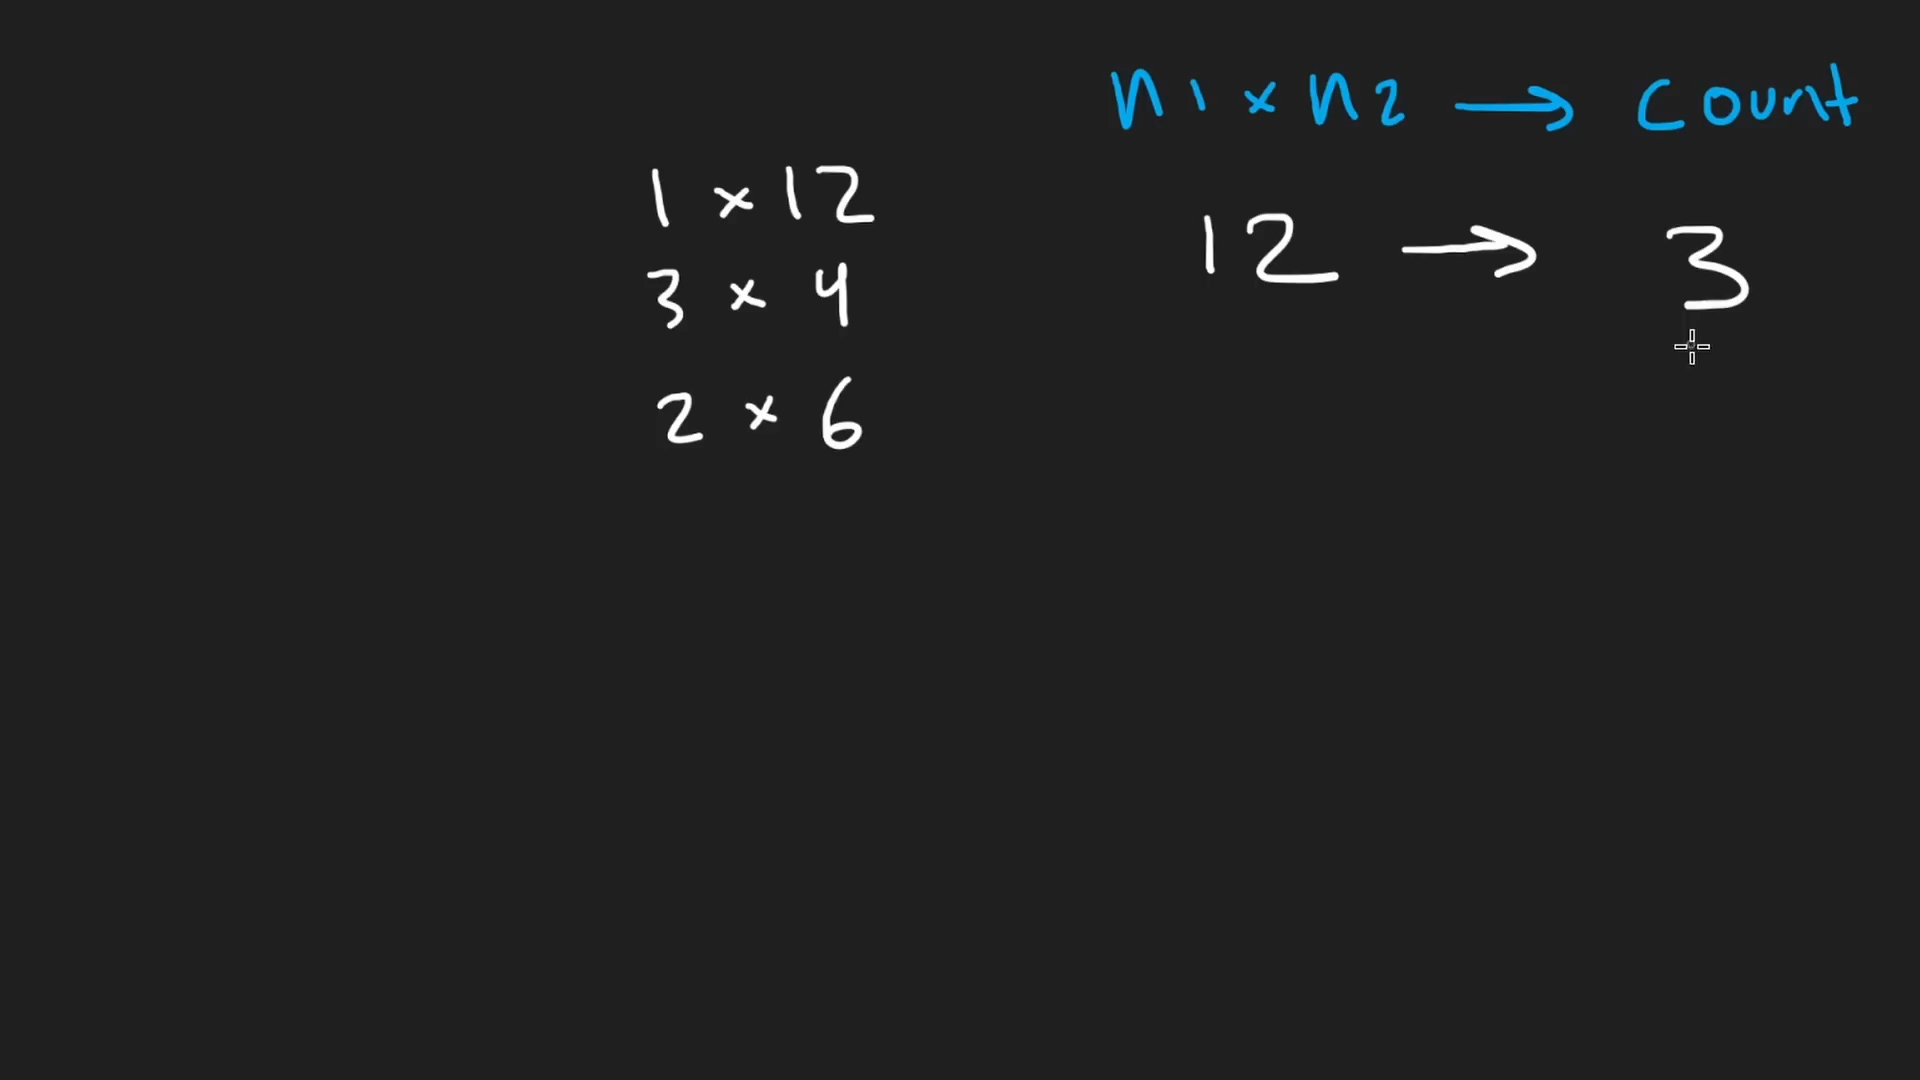 n1 × n2 → count
1 × 12
12 → 3
3 × 4
2 × 6